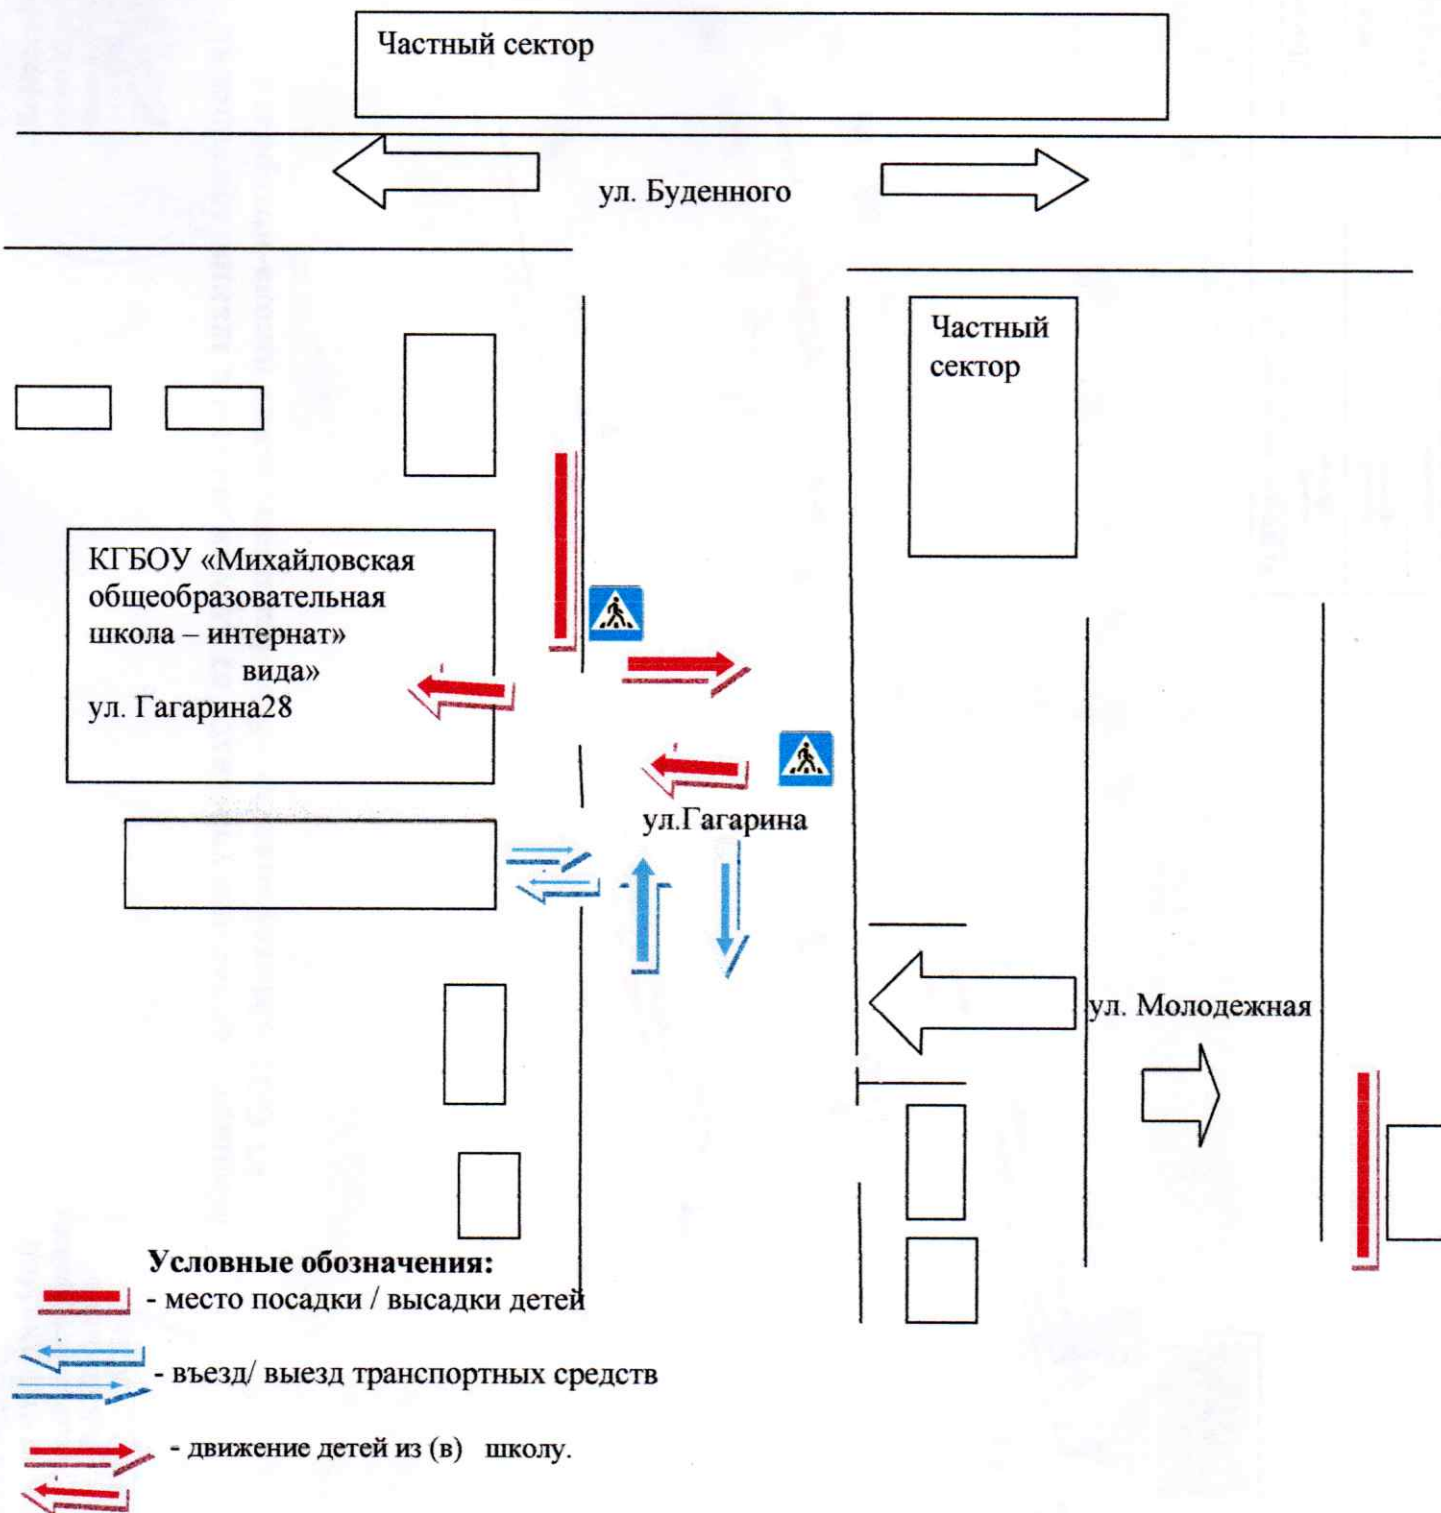 Частный сектор
ул. Буденного
Частный
сектор
КГБОУ «Михайловская
общеобразовательная
школа – интернат»
вида»
ул. Гагарина28
ул.Гагарина
ул. Молодежная
Условные обозначения:
- место посадки / высадки детей
- въезд/ выезд транспортных средств
- движение детей из (в) школу.